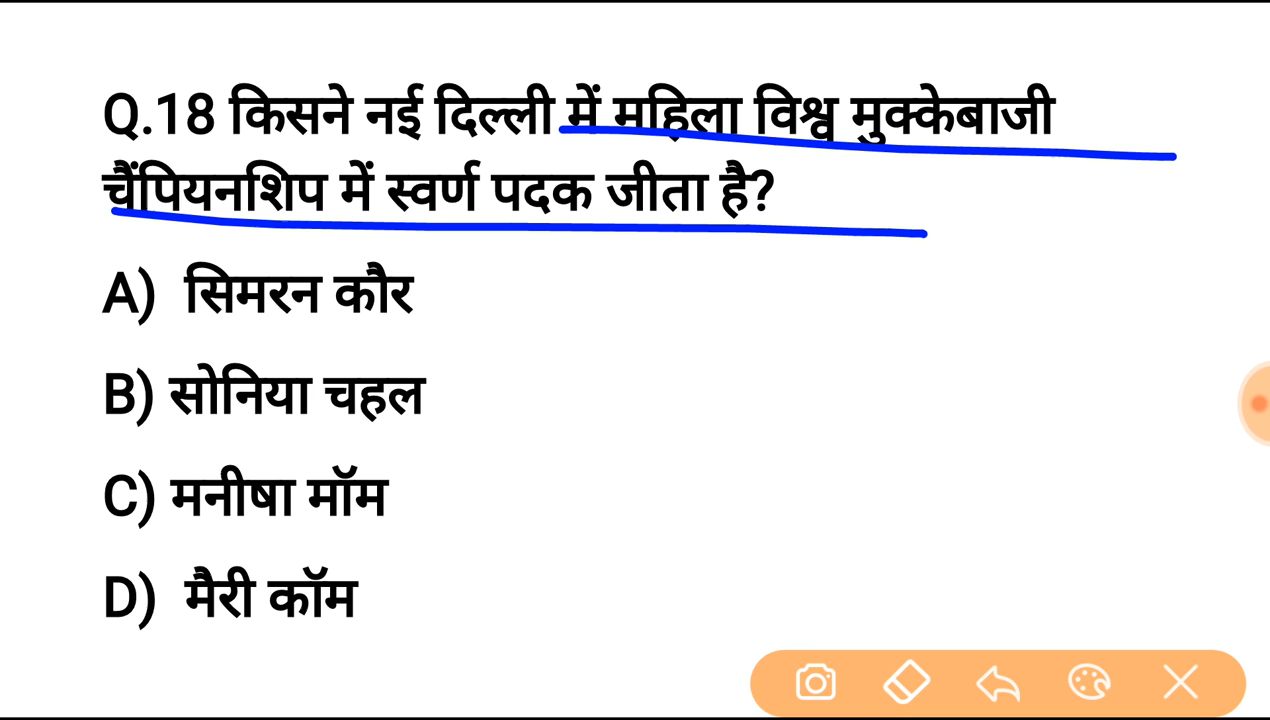 Q.18 किसने नई दिल्ली में महिला विश्व मुक्केबाजी
चैंपियनशिप में स्वर्ण पदक जीता है?
A) सिमरन कौर
B) सोनिया चहल
C) मनीषा मॉम
D) मैरी कॉम